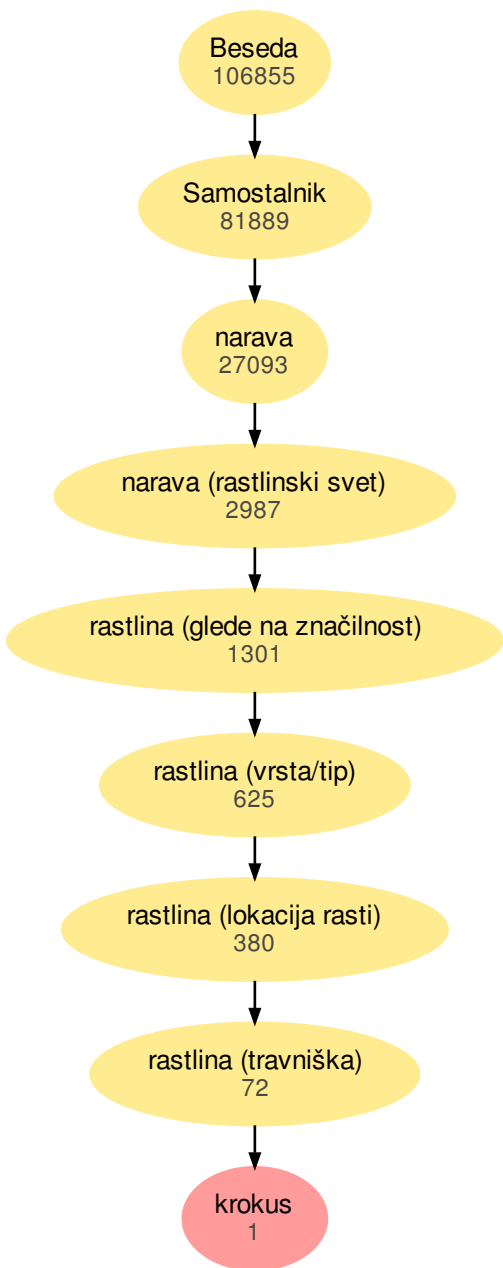 Beseda
106855
Samostalnik
81889
narava
27093
narava (rastlinski svet)
2987
rastlina (glede na značilnost)
1301
rastlina (vrsta/tip)
625
rastlina (lokacija rasti)
380
rastlina (travniška)
72
krokus
1